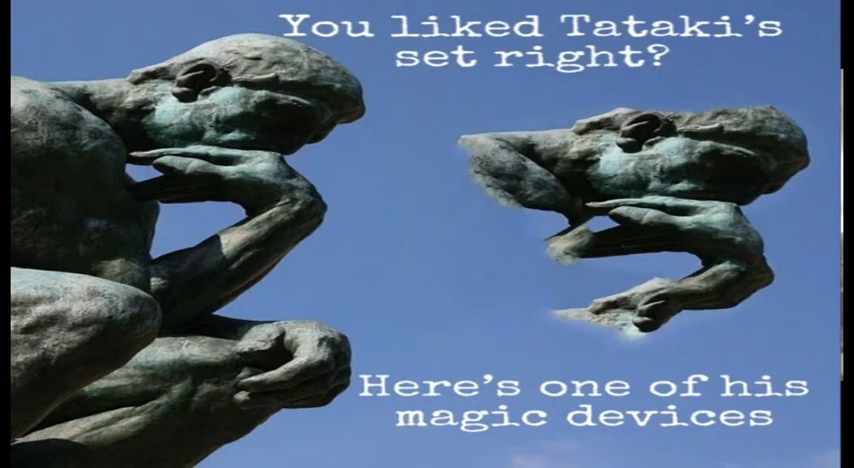 You liked Tataki's
set right?
Here's one of his
magic devices